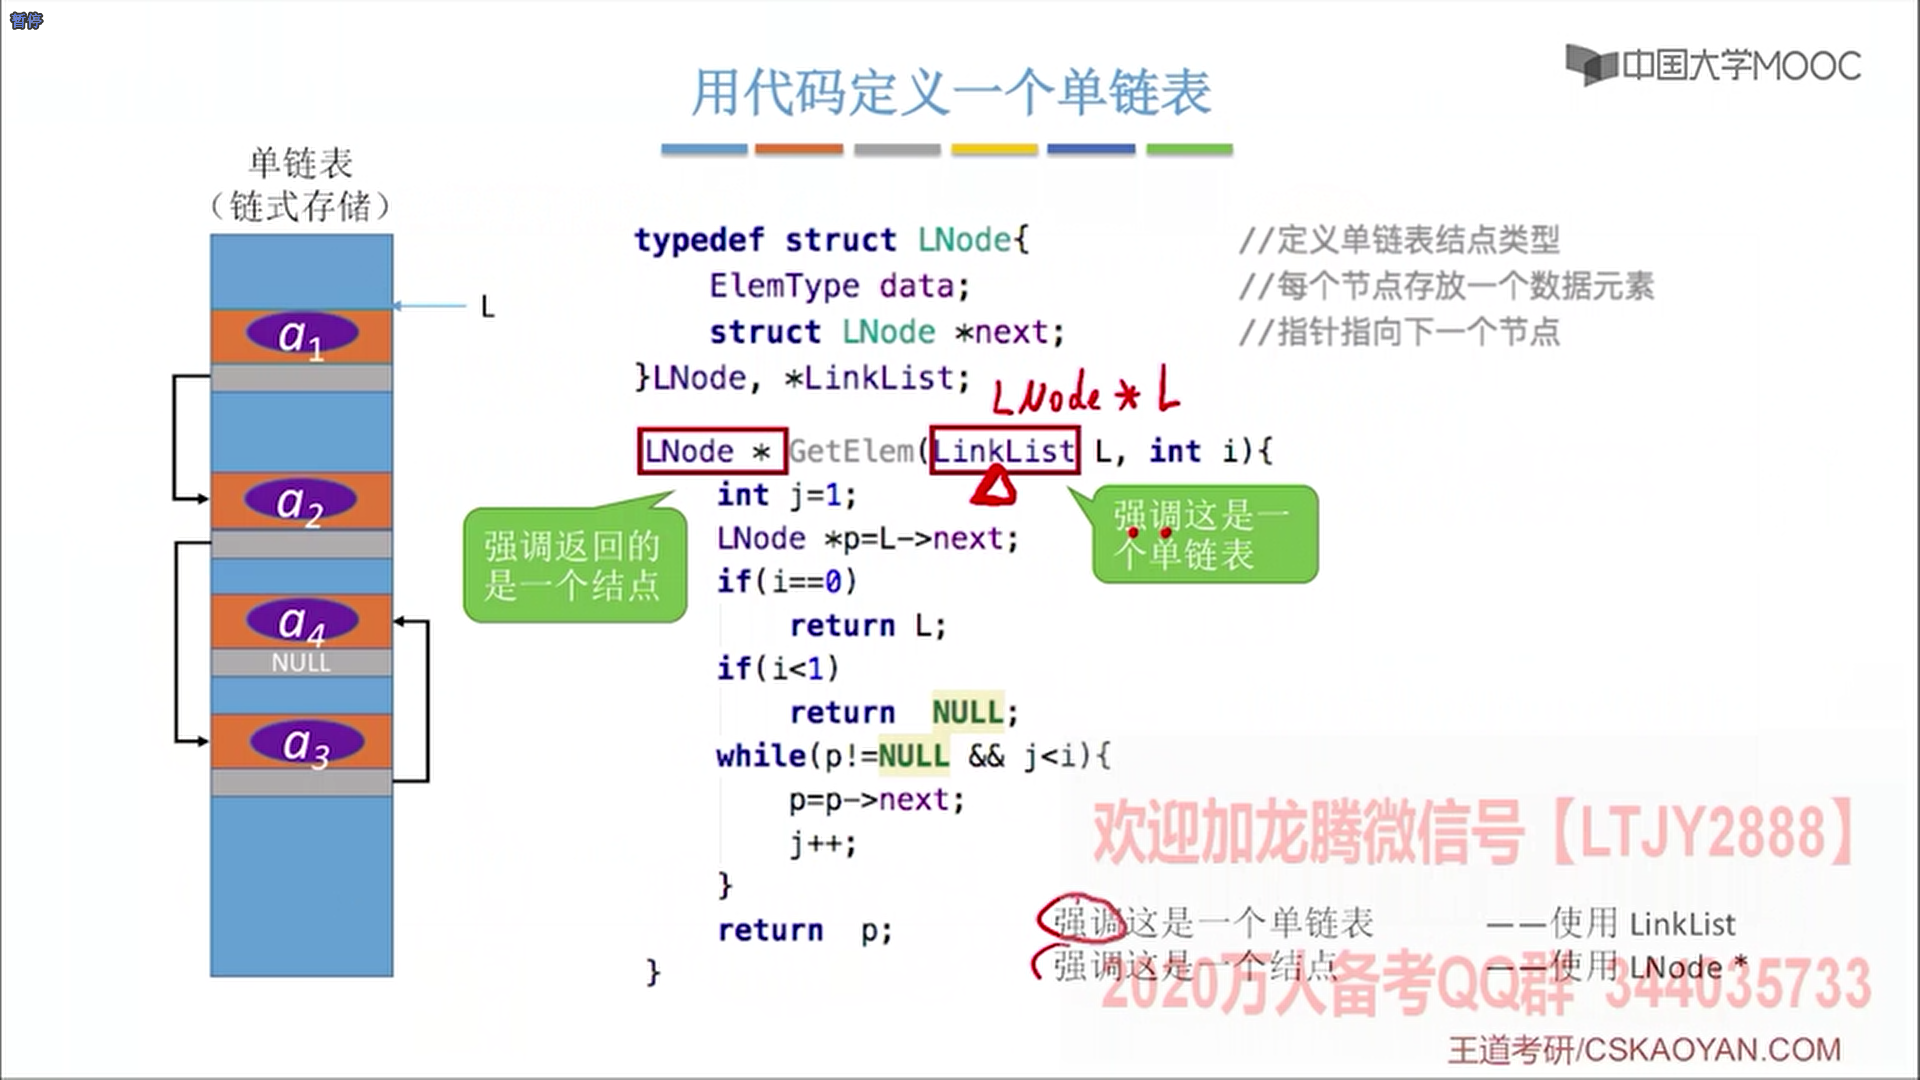 暂停
中国大学MOOC
用代码定义一个单链表
单链表
（链式存储）
L
a1
a2
a4
NULL
a3
typedef struct LNode{ //定义单链表结点类型
ElemType data; //每个节点存放一个数据元素
struct LNode *next; //指针指向下一个节点
}LNode, *LinkList;
LNode * L
LNode * GetElem(LinkList L, int i){
int j=1;
LNode *p=L->next;
if(i==0)
return L;
if(i<1)
return NULL;
while(p!=NULL && j<i){
p=p->next;
j++;
}
return p;
}
强调返回的
是一个结点
强调这是一
个单链表
欢迎加龙腾微信号【LTJY2888】
强调这是一个单链表 ——使用 LinkList
强调这是一个结点 ——使用 LNode *
2020万人备考QQ群 344035733
王道考研/CSKAOYAN.COM